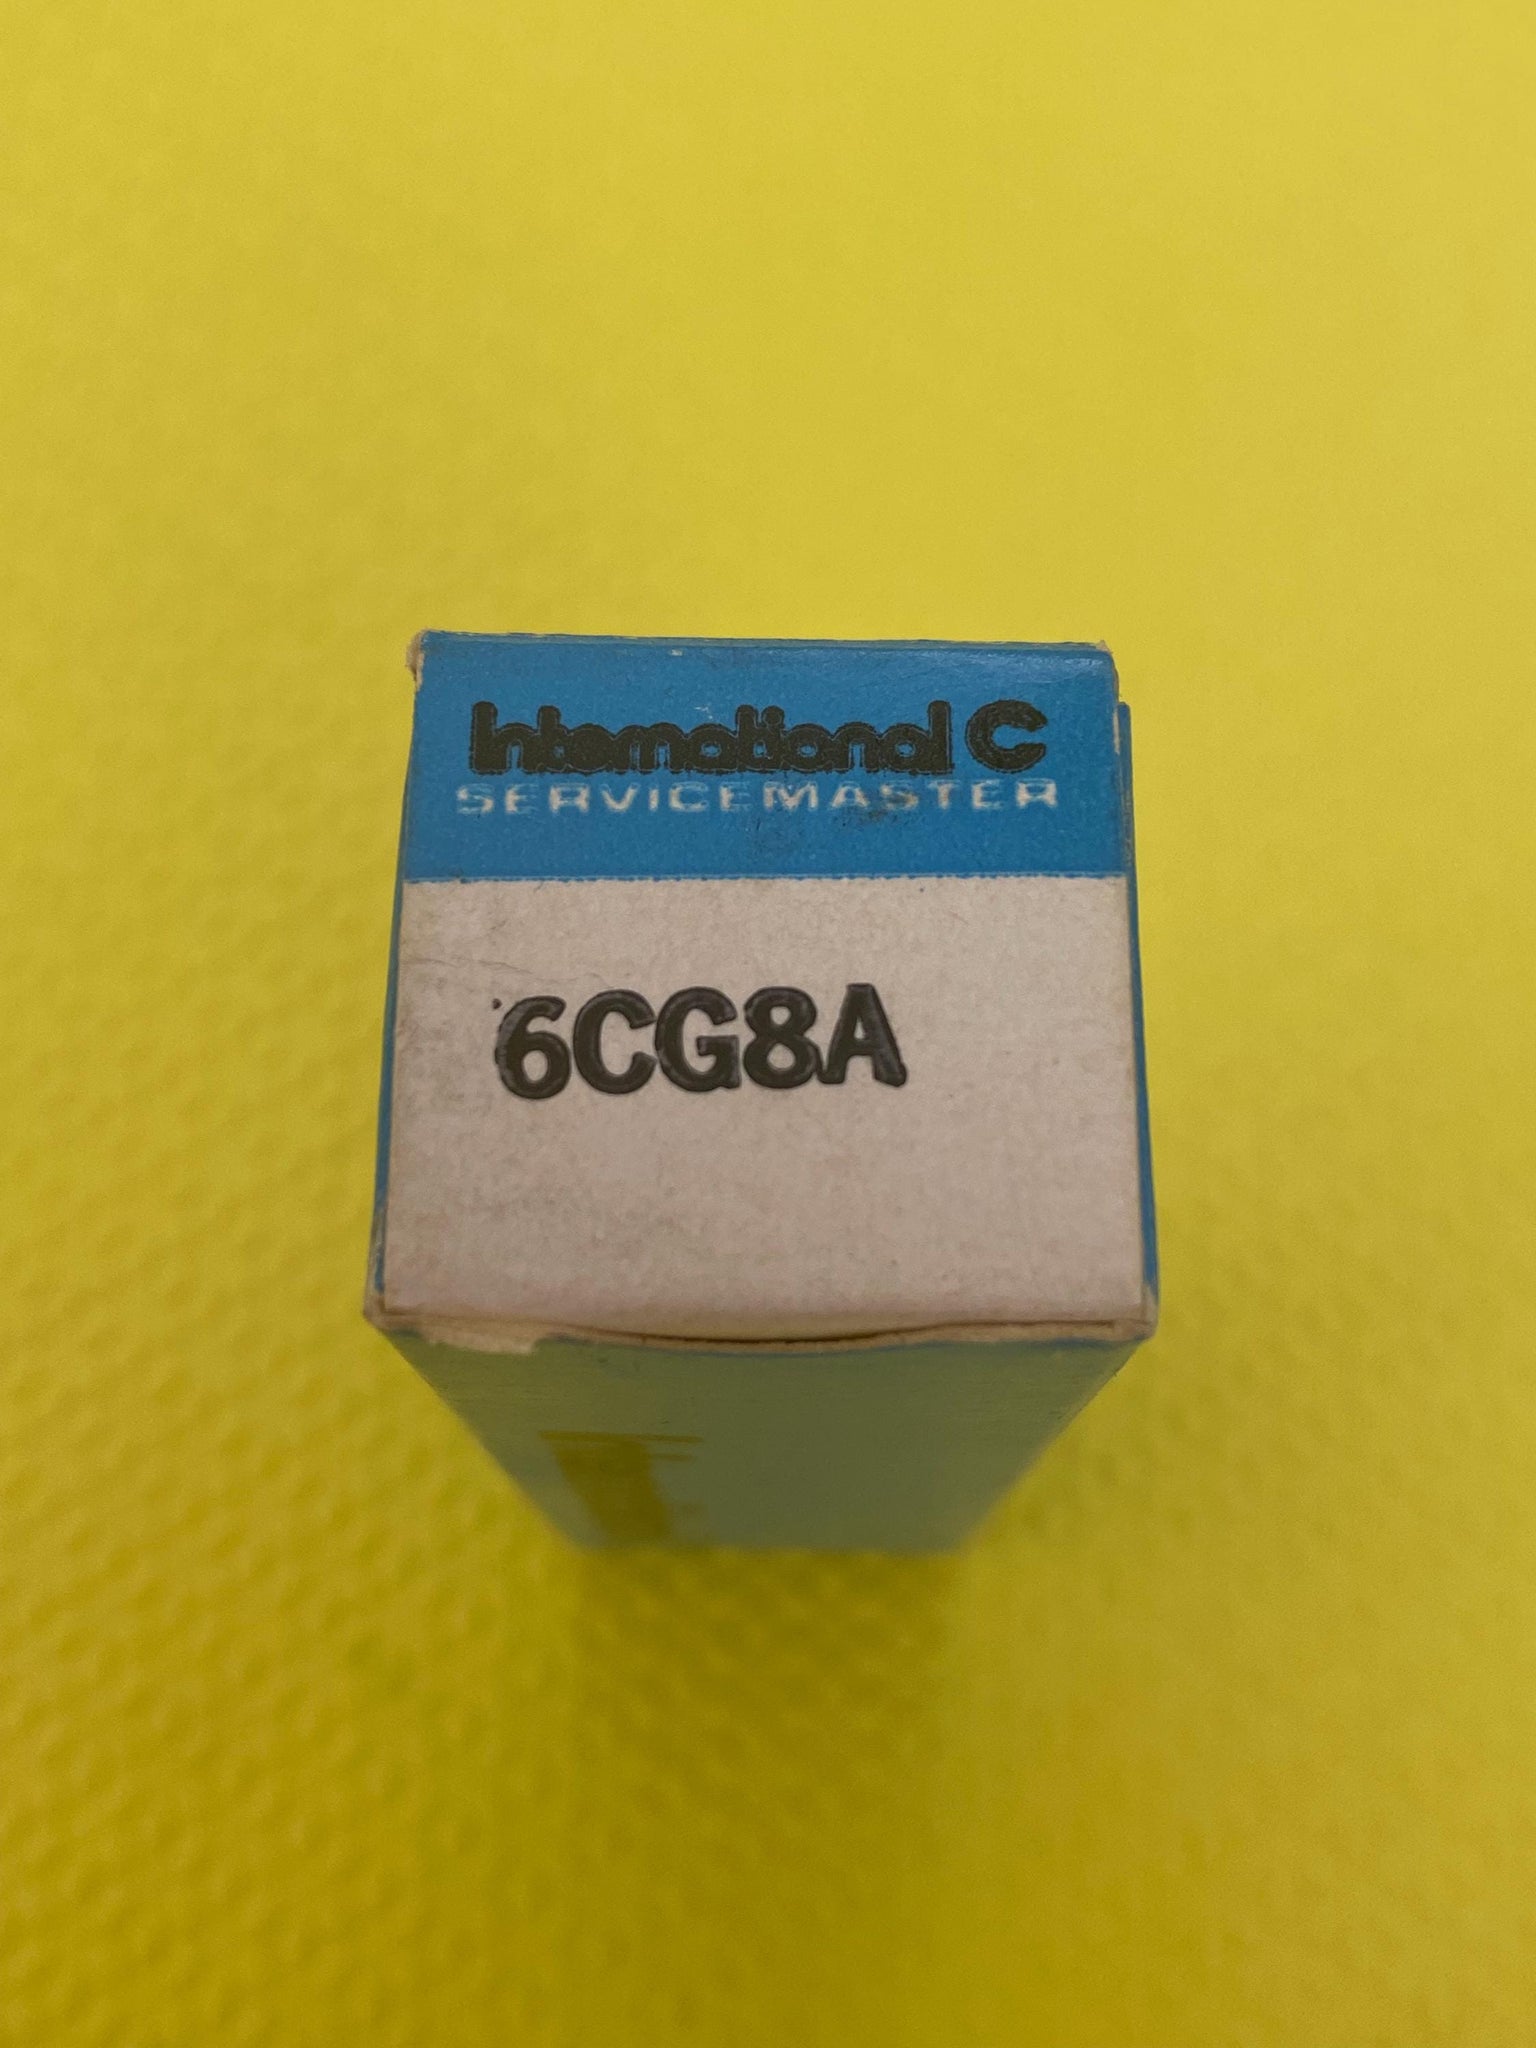 International C
SERVICEMASTER
6CG8A